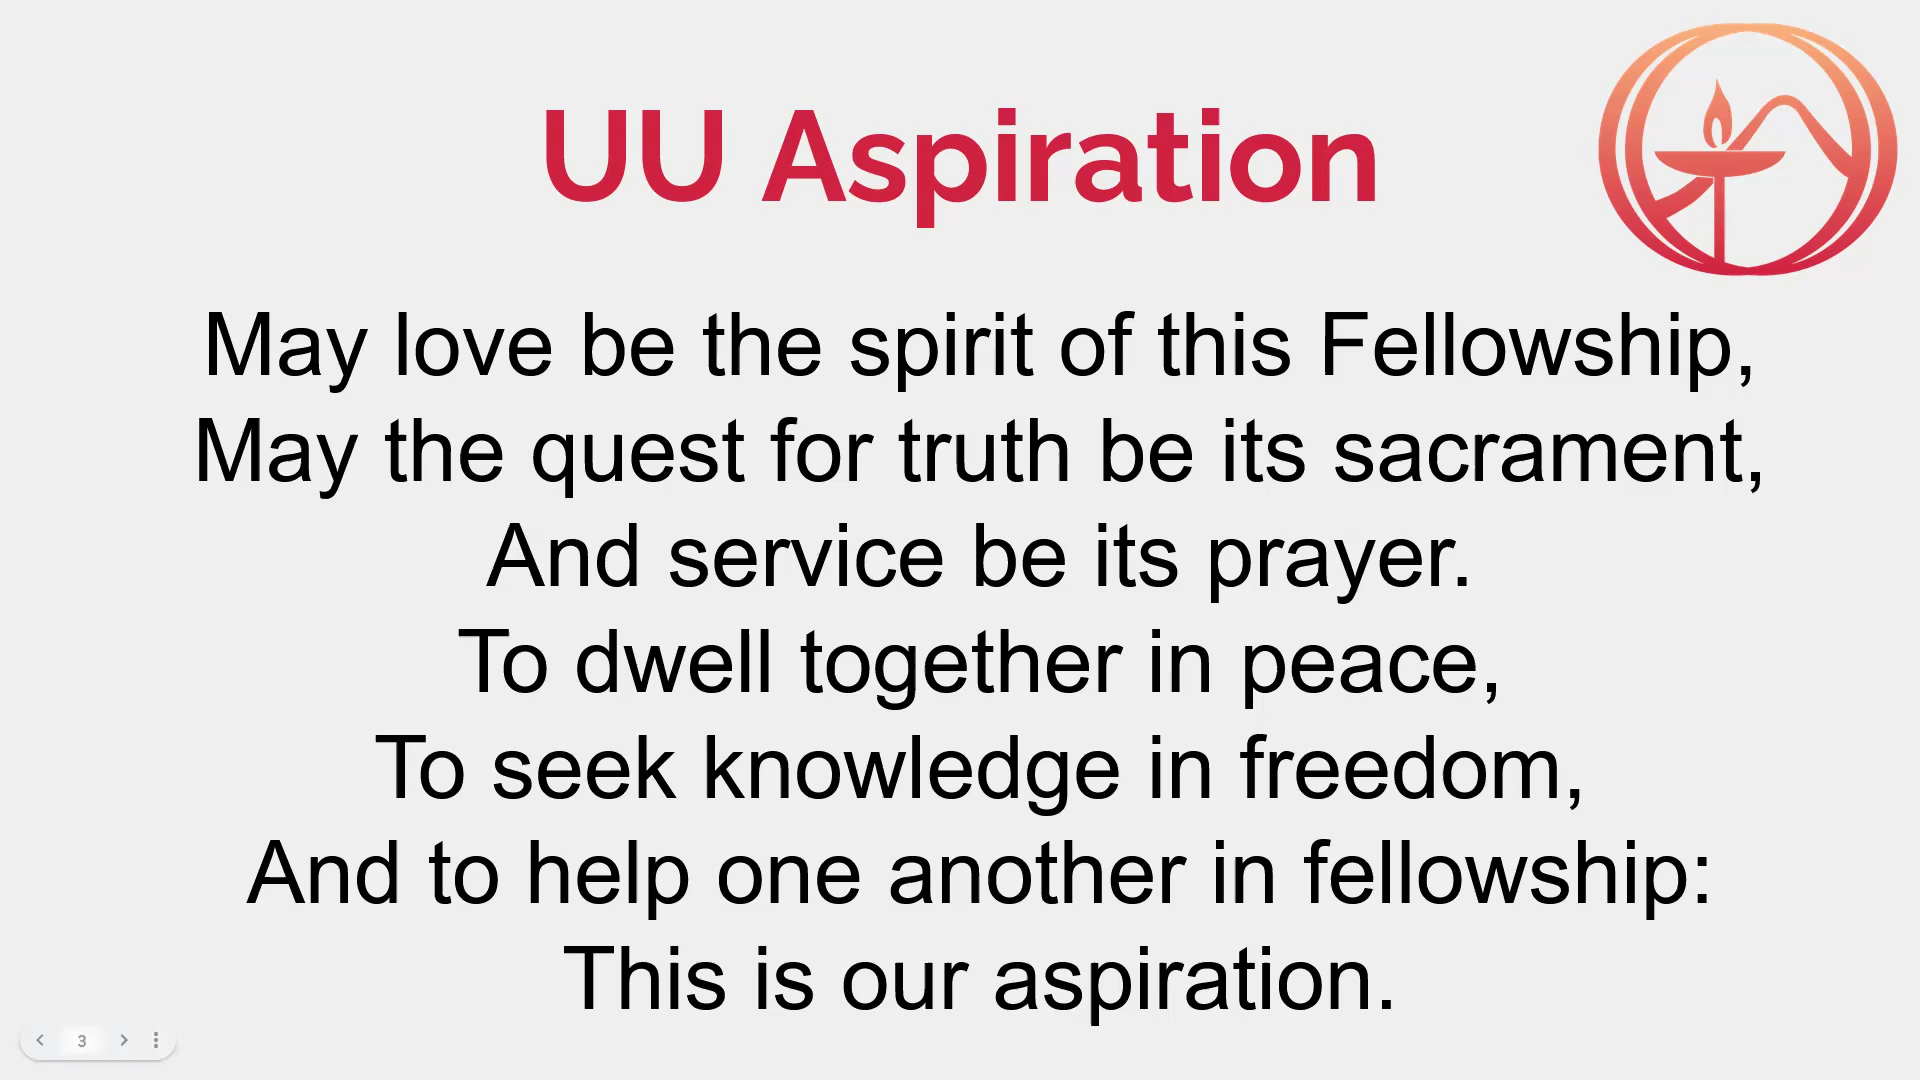 UU Aspiration
May love be the spirit of this Fellowship,
May the quest for truth be its sacrament,
And service be its prayer.
To dwell together in peace,
To seek knowledge in freedom,
And to help one another in fellowship:
This is our aspiration.
3